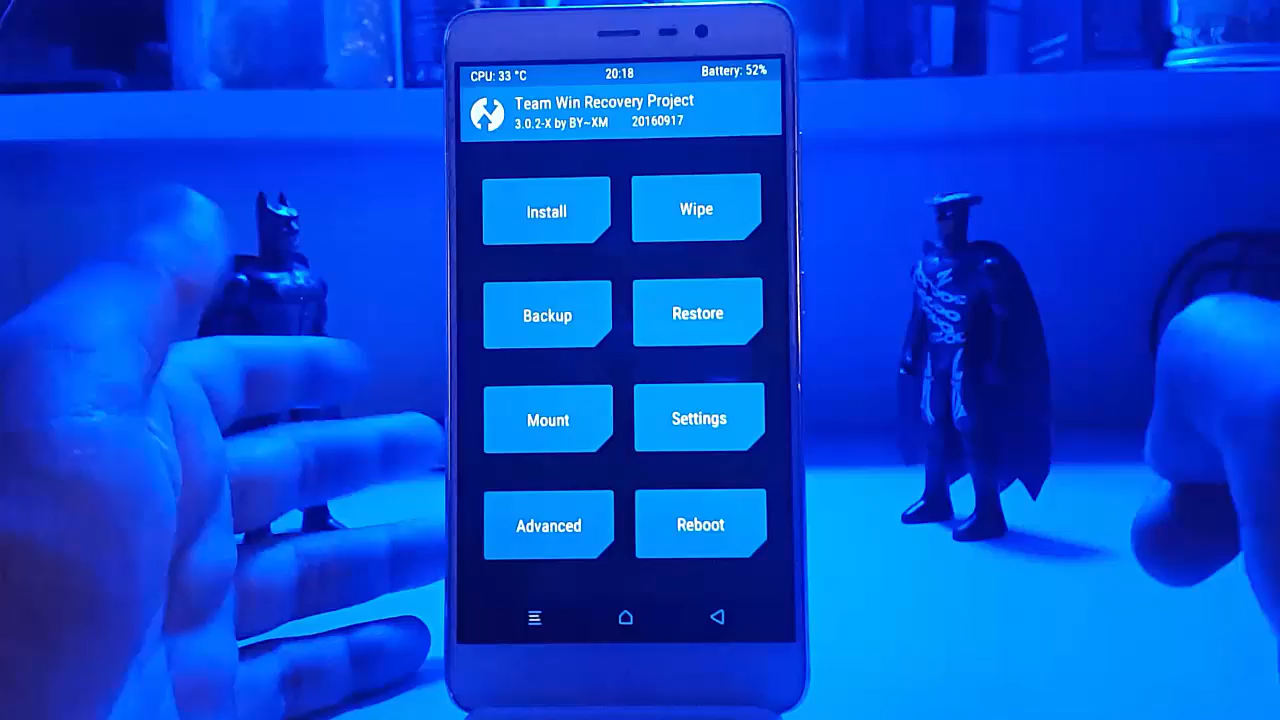 CPU: 33 °C 20:18 Battery: 52%
Team Win Recovery Project
3.0.2-X by BY~XM 20160917
Install Wipe
Backup Restore
Mount Settings
Advanced Reboot